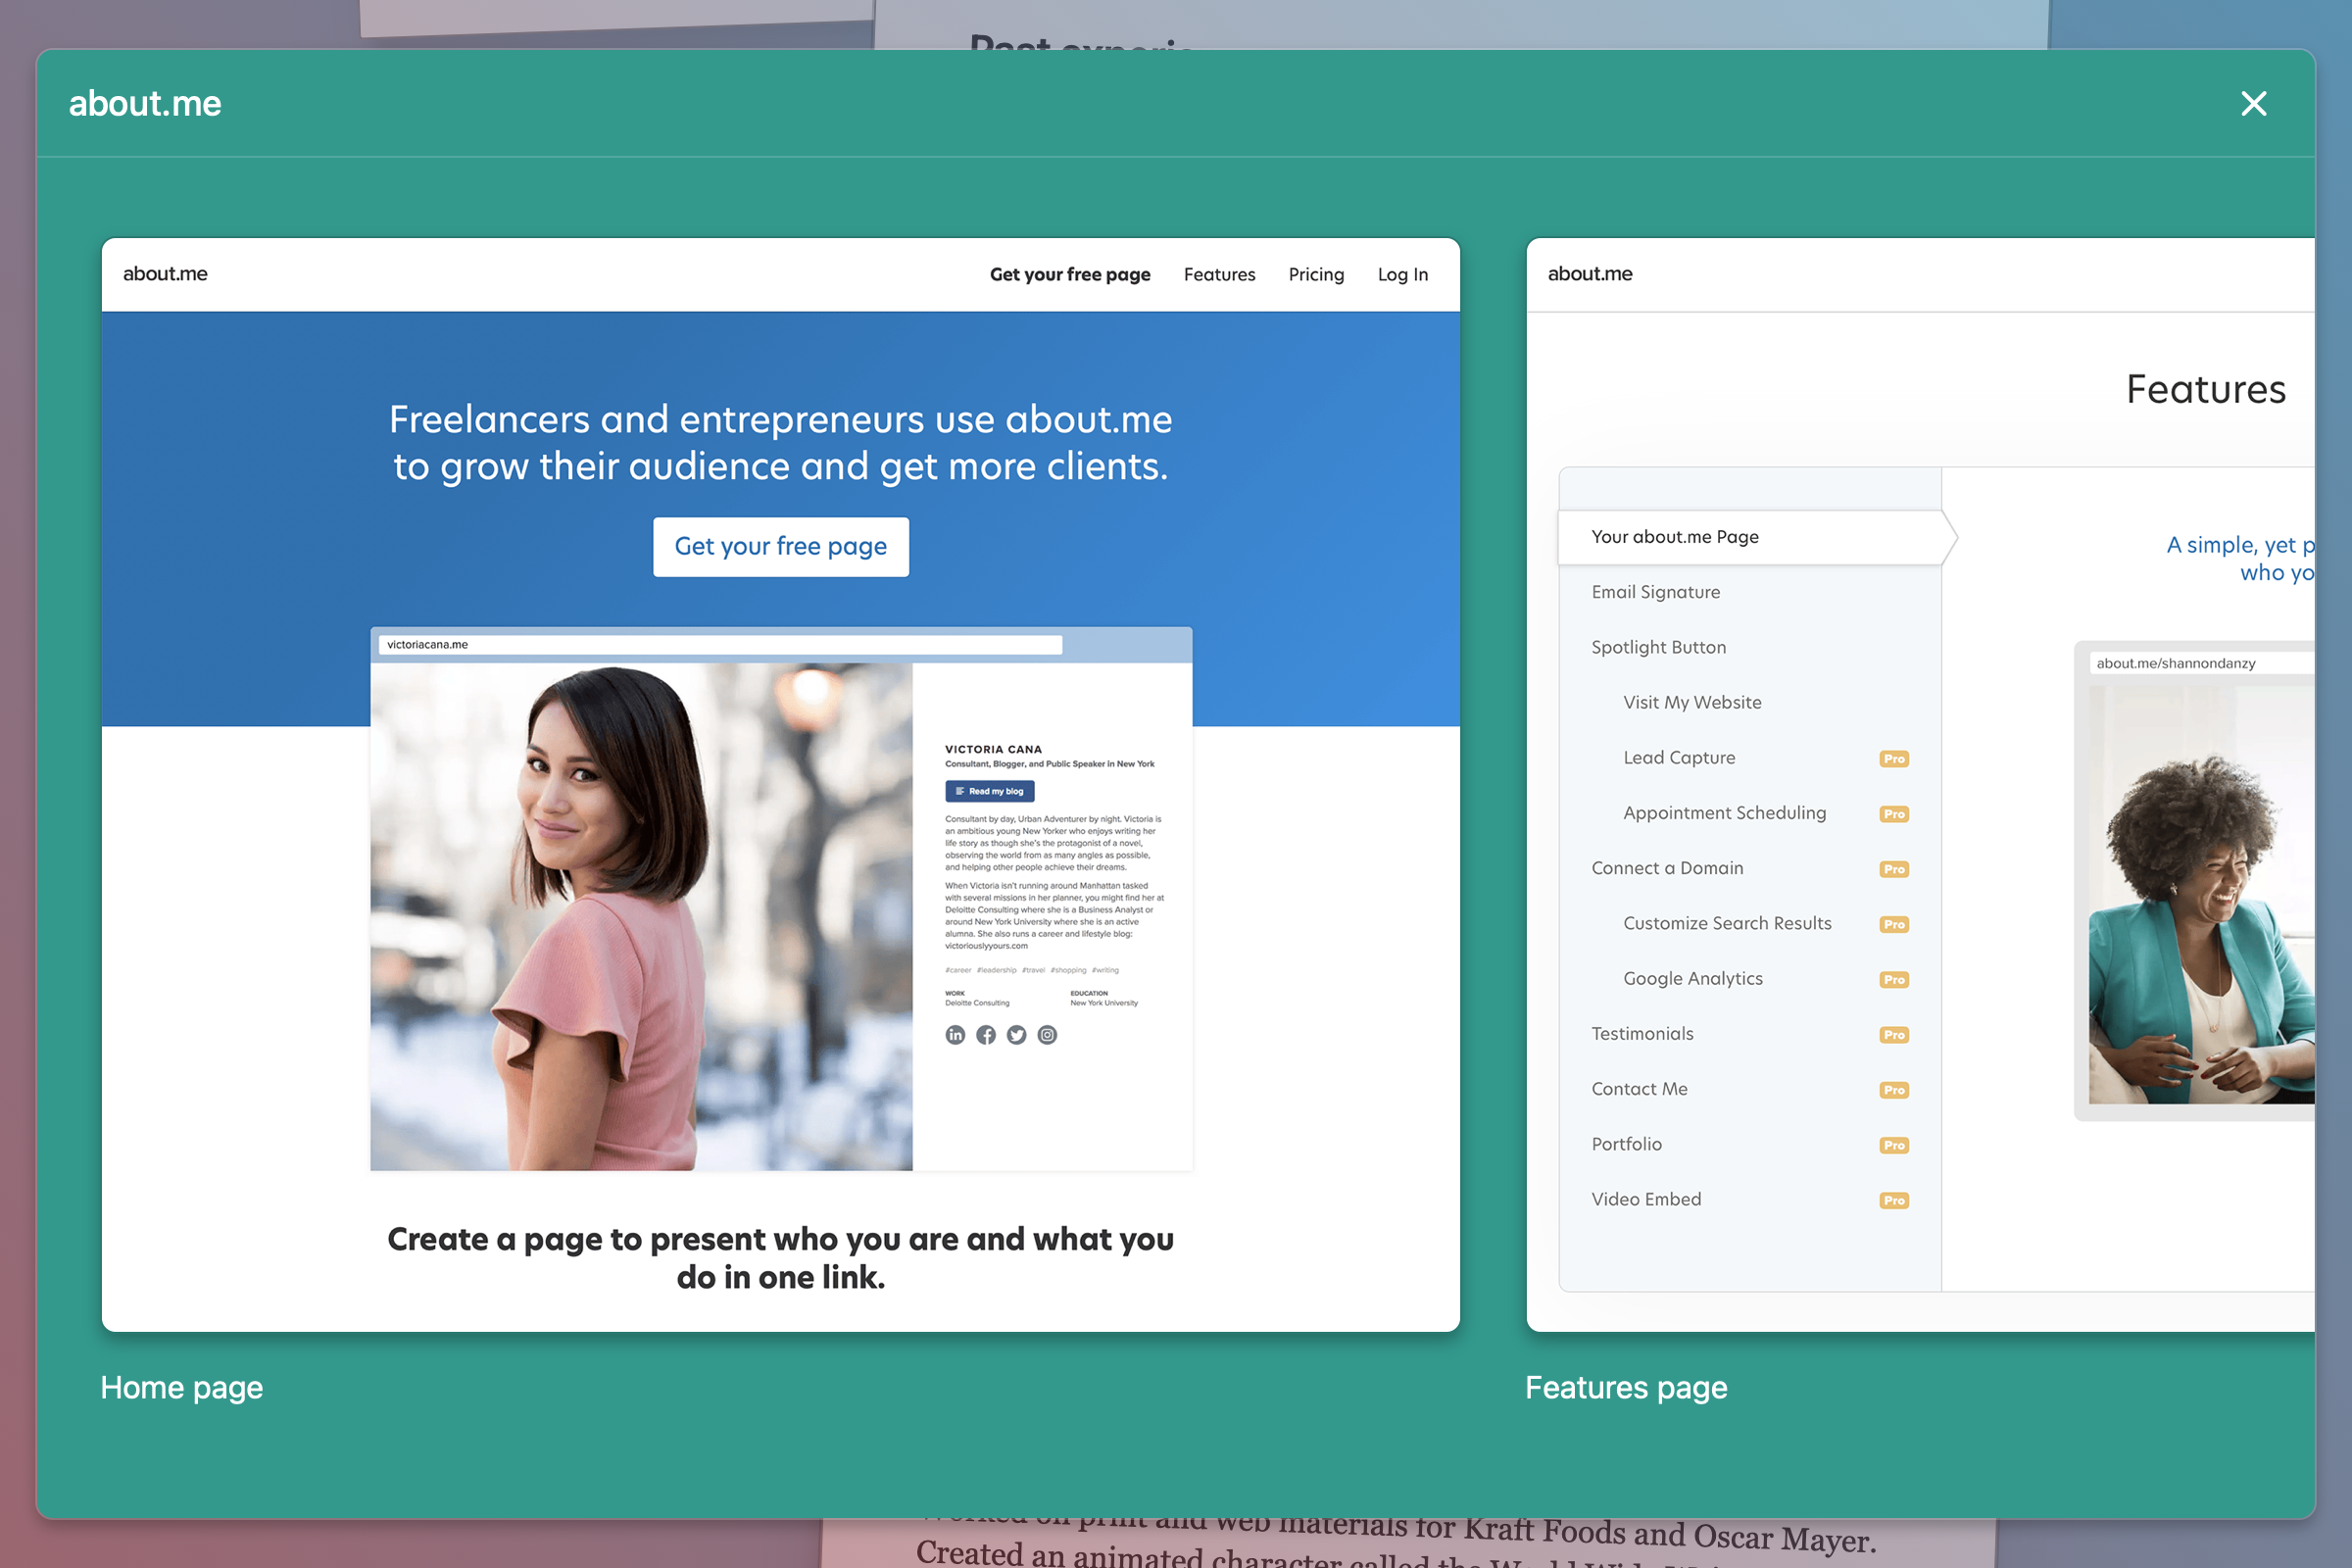 about.me
about.me
Get your free page Features Pricing Log In
Freelancers and entrepreneurs use about.me
to grow their audience and get more clients.
Get your free page
victoriacana.me
VICTORIA CANA
Consultant, Blogger, and Public Speaker in New York
Read my blog
Consultant by day, Urban Adventurer by night. Victoria is
an ambitious young New Yorker who enjoys writing her
life story as though she's the protagonist of a novel,
observing the world from as many angles as possible,
and helping other people achieve their dreams.
When Victoria isn't running around Manhattan tasked
with several missions in her planner, you might find her at
Deloitte Consulting where she is a Business Analyst or
around New York University where she is an active
alumna. She also runs a career and lifestyle blog:
victoriouslyyours.com
#career #leadership #travel #shopping #writing
WORK
Deloitte Consulting
EDUCATION
New York University
Create a page to present who you are and what you
do in one link.
Home page
about.me
Features
Your about.me Page
Email Signature
Spotlight Button
Visit My Website
Lead Capture Pro
Appointment Scheduling Pro
Connect a Domain Pro
Customize Search Results Pro
Google Analytics Pro
Testimonials Pro
Contact Me Pro
Portfolio Pro
Video Embed Pro
A simple, yet p
who yo
about.me/shannondanzy
Features page
Worked on print and web materials for Kraft Foods and Oscar Mayer.
Created an animated character called the World Wide